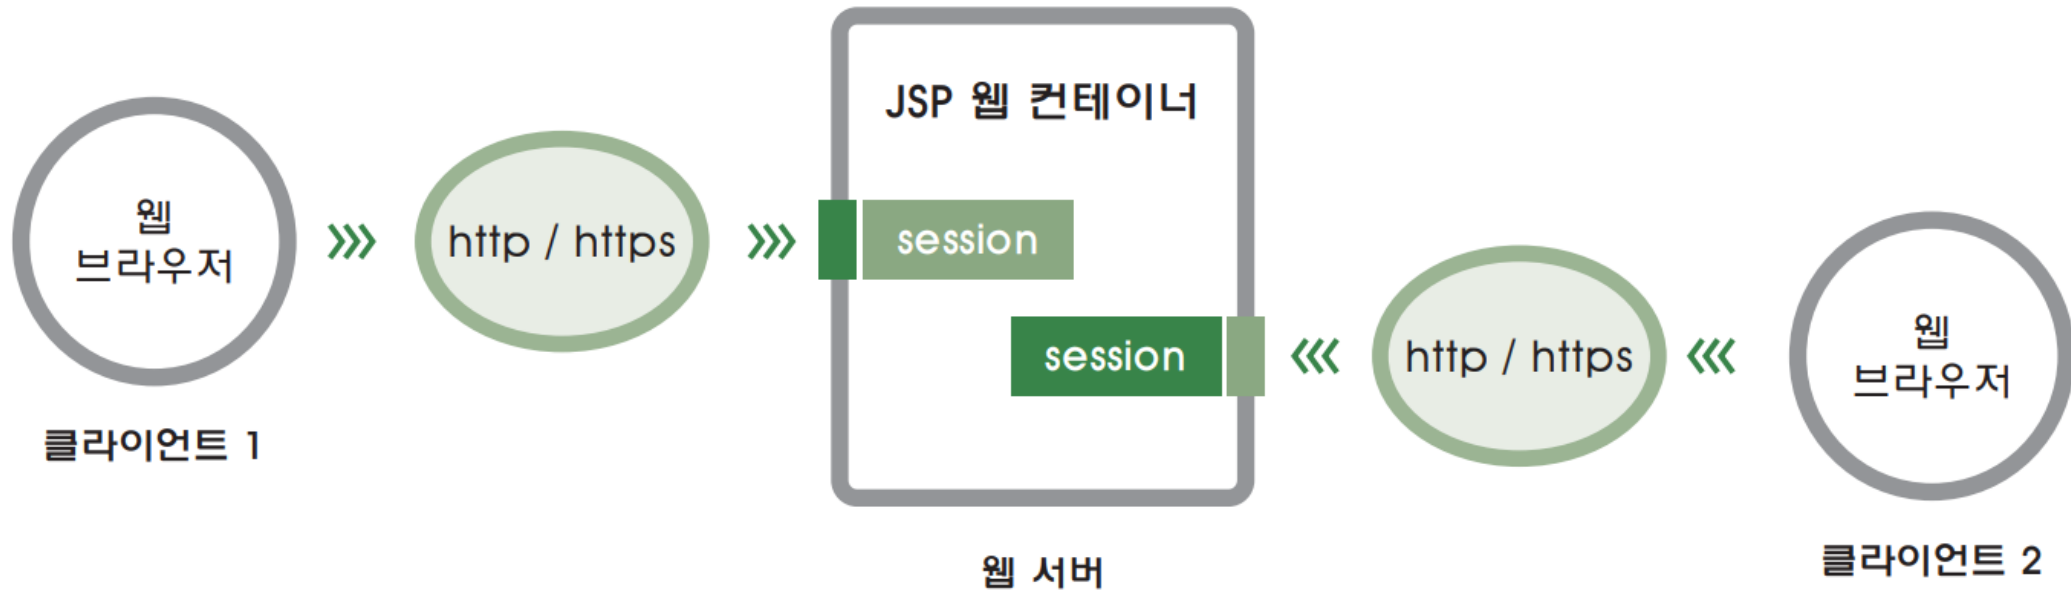 JSP 웹 컨테이너
웹
브라우저
http / https
session
session
http / https
웹
브라우저
클라이언트 1
웹 서버
클라이언트 2